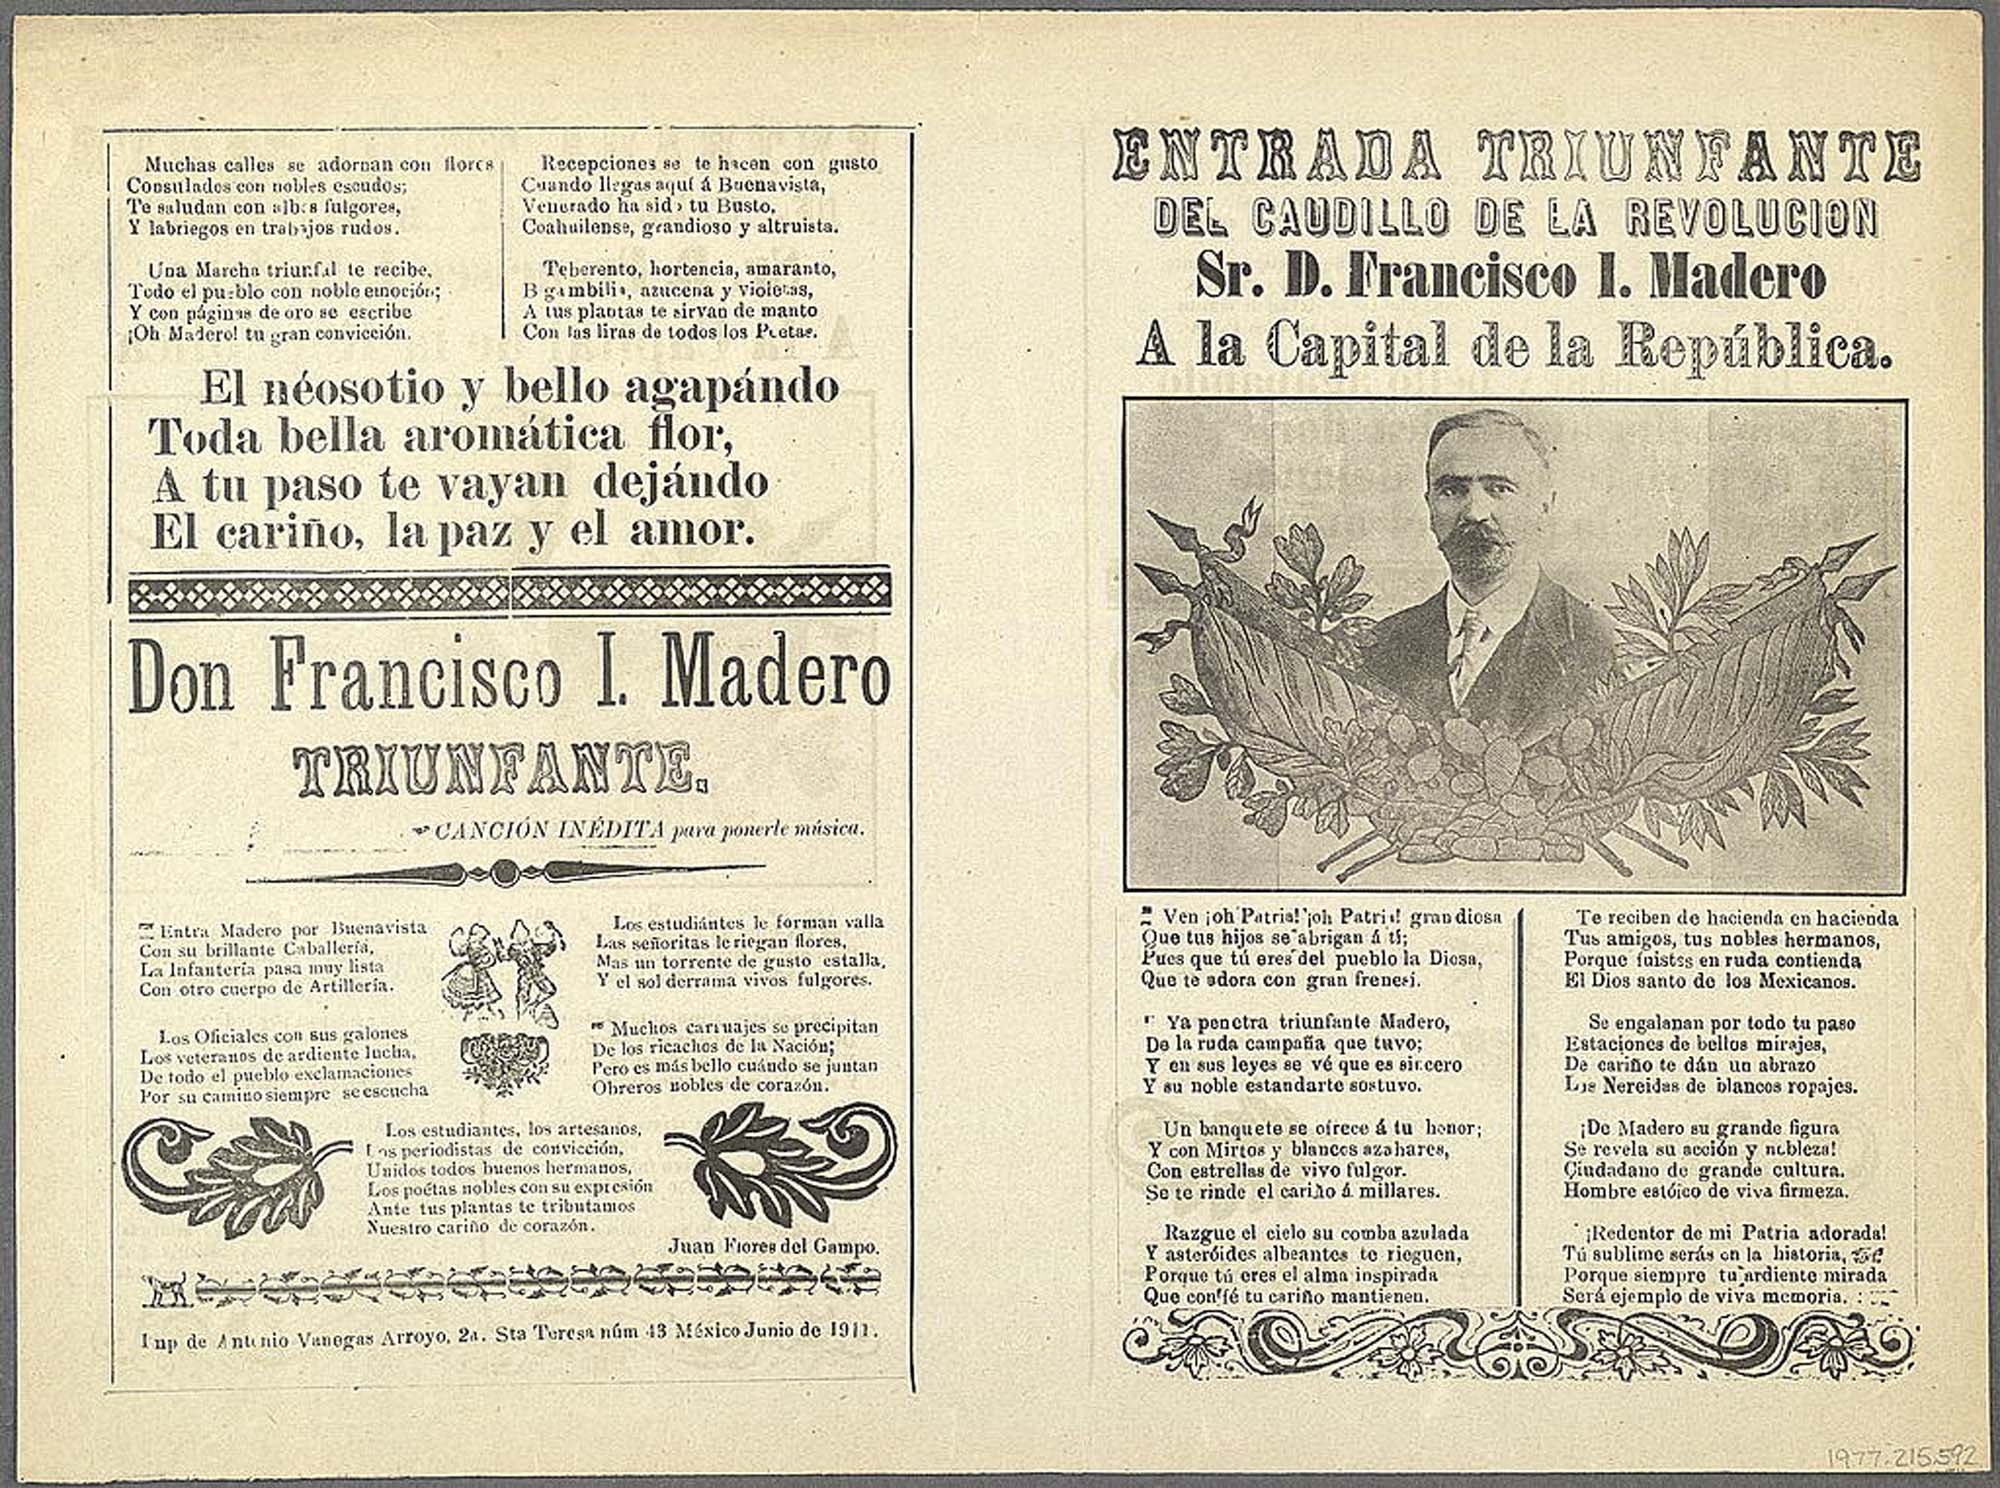 Muchas calles se adornan con flores
Consulados con nobles escudos;
Te saludan con albos fulgores,
Y labriegos en trabajos rudos.
Una Marcha triunfal te recibe,
Todo el pueblo con noble emoción;
Y con páginas de oro se escribe
¡Oh Madero! tu gran convicción.
Recepciones se te hacen con gusto
Cuando llegas aquí á Buenavista,
Venerado ha sido tu Busto,
Coahuilense, grandioso y altruista.
Teberento, hortencia, amaranto,
B gambilia, azucena y violetas,
A tus plantas te sirvan de manto
Con las liras de todos los Poetas.
El néosotio y bello agapándo
Toda bella aromática flor,
A tu paso te vayan dejándo
El cariño, la paz y el amor.
Don Francisco I. Madero
TRIUNFANTE.
CANCIÓN INÉDITA para ponerle música.
Entra Madero por Buenavista
Con su brillante Caballería,
La Infantería pasa muy lista
Con otro cuerpo de Artillería.
Los Oficiales con sus galones
Los veteranos de ardiente lucha,
De todo el pueblo exclamaciones
Por su camino siempre se escucha
Los estudiántes le forman valla
Las señoritas le riegan flores,
Mas un torrente de gusto estalla,
Y el sol derrama vivos fulgores.
Muchos carruajes se precipitan
De los ricachos de la Nación;
Pero es más bello cuándo se juntan
Obreros nobles de corazón.
Los estudiantes, los artesanos,
Los periodistas de convicción,
Unidos todos buenos hermanos,
Los poétas nobles con su expresión
Ante tus plantas te tributamos
Nuestro cariño de corazón.
Juan Flores del Campo.
Imp de Antonio Vanegas Arroyo, 2a. Sta Teresa núm 43 México Junio de 1911.
ENTRADA TRIUNFANTE
DEL CAUDILLO DE LA REVOLUCION
Sr. D. Francisco I. Madero
A la Capital de la República.
Ven ¡oh Patria! ¡oh Patria! grandiosa
Que tus hijos se abrigan á tí;
Pues que tú eres del pueblo la Diosa,
Que te adora con gran frenesí.
Ya penetra triunfante Madero,
De la ruda campaña que tuvo;
Y en sus leyes se vé que es sincero
Y su noble estandarte sostuvo.
Un banquete se ofrece á tu honor;
Y con Mirtos y blancos azahares,
Con estrellas de vivo fulgor.
Se te rinde el cariño á millares.
Razgue el cielo su comba azulada
Y asteróides albeantes te rieguen,
Porque tú eres el alma inspirada
Que con fé tu cariño mantienen.
Te reciben de hacienda en hacienda
Tus amigos, tus nobles hermanos,
Porque fuistes en ruda contienda
El Dios santo de los Mexicanos.
Se engalanan por todo tu paso
Estaciones de bellos mirajes,
De cariño te dán un abrazo
Las Nereidas de blancos ropajes.
¡De Madero su grande figura
Se revela su acción y nobleza!
Ciudadano de grande cultura.
Hombre estóico de viva firmeza.
¡Redentor de mi Patria adorada!
Tú sublime serás en la historia,
Porque siempre tu ardiente mirada
Será ejemplo de viva memoria.
1977.215.592